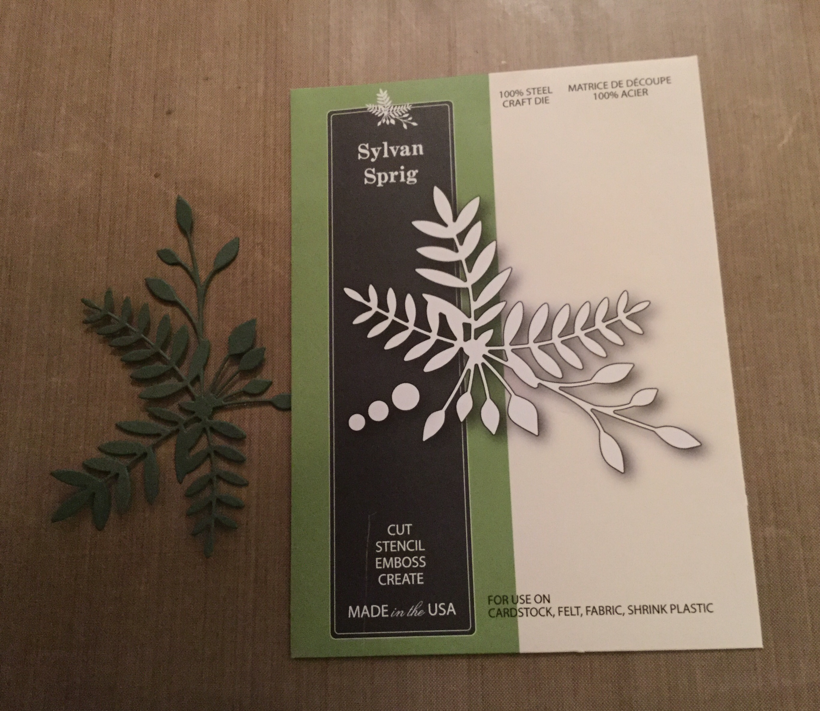 100% STEEL
CRAFT DIE
MATRICE DE DÉCOUPE
100% ACIER
Sylvan
Sprig
CUT
STENCIL
EMBOSS
CREATE
MADE in the USA
FOR USE ON
CARDSTOCK, FELT, FABRIC, SHRINK PLASTIC